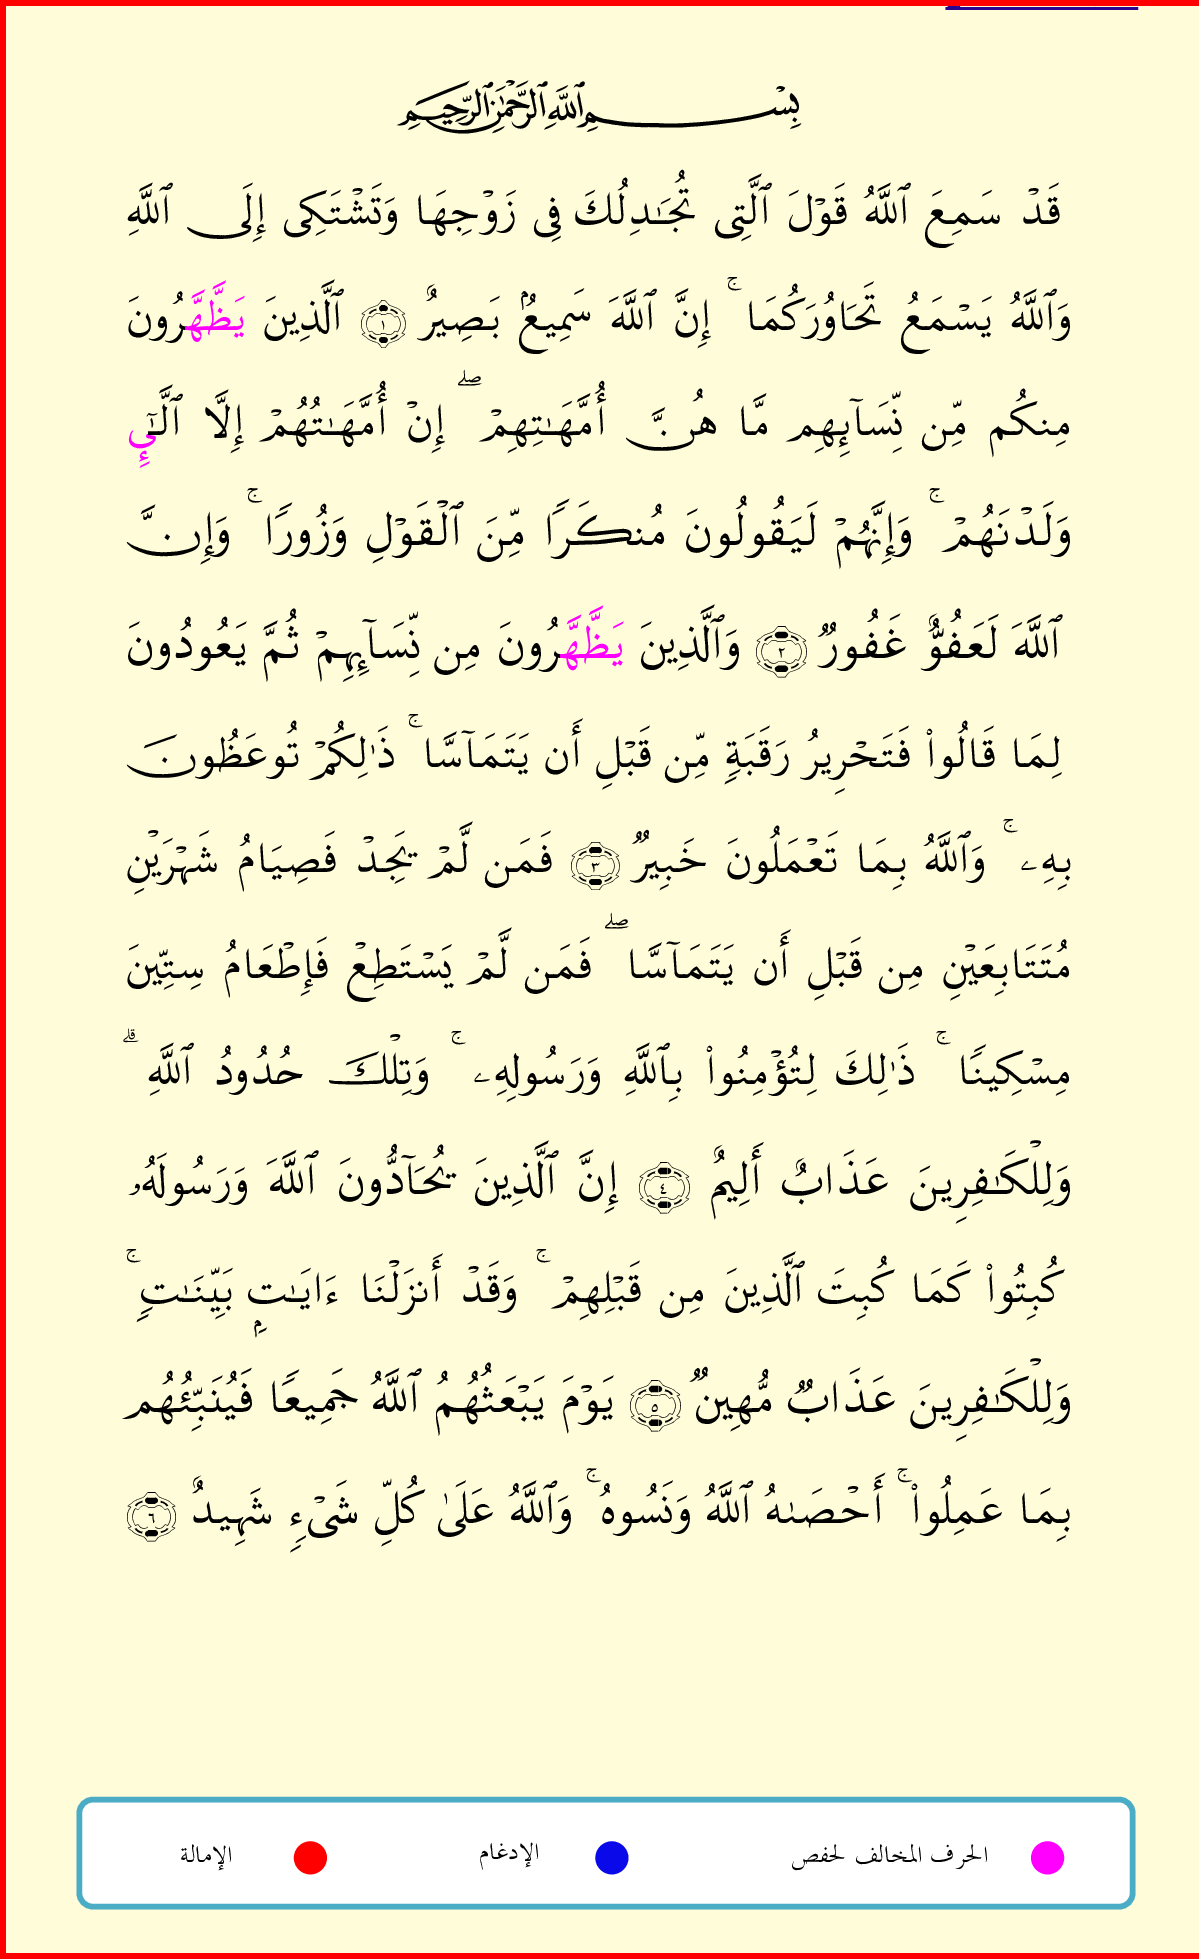 بِسْمِ ٱللَّهِ ٱلرَّحْمَٰنِ ٱلرَّحِيمِ
قَدْ سَمِعَ ٱللَّهُ قَوْلَ ٱلَّتِى تُجَـٰدِلُكَ فِى زَوْجِهَا وَتَشْتَكِى إِلَى ٱللَّهِ
وَٱللَّهُ يَسْمَعُ تَحَاوُرَكُمَا ۚ إِنَّ ٱللَّهَ سَمِيعٌۢ بَصِيرٌ ١ ٱلَّذِينَ يَظَّهَّرُونَ
مِنكُم مِّن نِّسَآئِهِم مَّا هُنَّ أُمَّهَـٰتِهِمْ ۖ إِنْ أُمَّهَـٰتُهُمْ إِلَّا ٱلَّـٰٓىِٕ
وَلَدْنَهُمْ ۚ وَإِنَّهُمْ لَيَقُولُونَ مُنكَرًا مِّنَ ٱلْقَوْلِ وَزُورًا ۚ وَإِنَّ
ٱللَّهَ لَعَفُوٌّ غَفُورٌ ٢ وَٱلَّذِينَ يَظَّهَّرُونَ مِن نِّسَآئِهِمْ ثُمَّ يَعُودُونَ
لِمَا قَالُوا۟ فَتَحْرِيرُ رَقَبَةٍ مِّن قَبْلِ أَن يَتَمَآسَّا ۚ ذَٰلِكُمْ تُوعَظُونَ
بِهِۦ ۚ وَٱللَّهُ بِمَا تَعْمَلُونَ خَبِيرٌ ٣ فَمَن لَّمْ يَجِدْ فَصِيَامُ شَهْرَيْنِ
مُتَتَابِعَيْنِ مِن قَبْلِ أَن يَتَمَآسَّا ۖ فَمَن لَّمْ يَسْتَطِعْ فَإِطْعَامُ سِتِّينَ
مِسْكِينًا ۚ ذَٰلِكَ لِتُؤْمِنُوا۟ بِٱللَّهِ وَرَسُولِهِۦ ۚ وَتِلْكَ حُدُودُ ٱللَّهِ ۗ
وَلِلْكَـٰفِرِينَ عَذَابٌ أَلِيمٌ ٤ إِنَّ ٱلَّذِينَ يُحَآدُّونَ ٱللَّهَ وَرَسُولَهُۥ
كُبِتُوا۟ كَمَا كُبِتَ ٱلَّذِينَ مِن قَبْلِهِمْ ۚ وَقَدْ أَنزَلْنَا ءَايَـٰتٍۭ بَيِّنَـٰتٍ ۚ
وَلِلْكَـٰفِرِينَ عَذَابٌ مُّهِينٌ ٥ يَوْمَ يَبْعَثُهُمُ ٱللَّهُ جَمِيعًا فَيُنَبِّئُهُم
بِمَا عَمِلُوٓا۟ ۚ أَحْصَىٰهُ ٱللَّهُ وَنَسُوهُ ۚ وَٱللَّهُ عَلَىٰ كُلِّ شَىْءٍ شَهِيدٌ ٦
الحرف المخالف لحفص الإدغام الإمالة